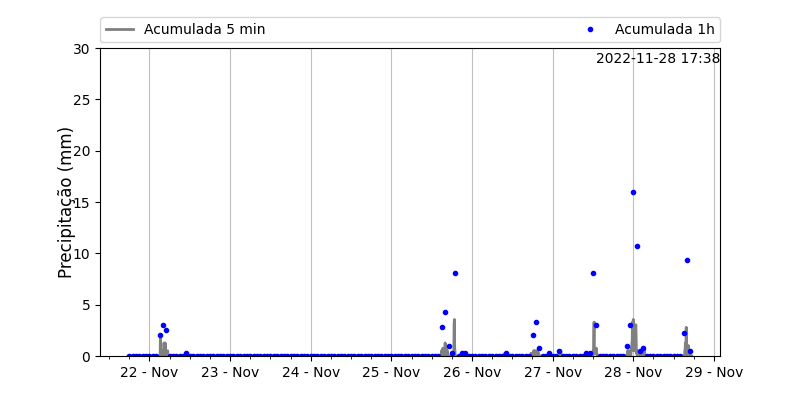 Acumulada 5 min
Acumulada 1h
2022-11-28 17:38
Precipitação (mm)
30
25
20
15
10
5
0
22 - Nov 23 - Nov 24 - Nov 25 - Nov 26 - Nov 27 - Nov 28 - Nov 29 - Nov